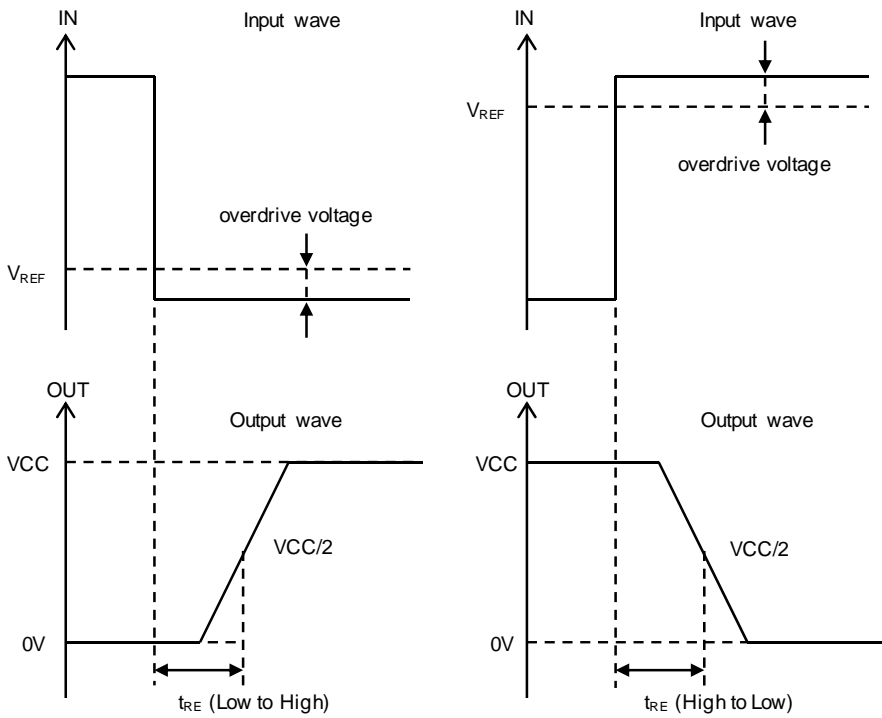 IN
Input wave
overdrive voltage
V_REF
OUT
Output wave
VCC
VCC/2
0V
t_RE (Low to High)
IN
Input wave
V_REF
overdrive voltage
OUT
Output wave
VCC
VCC/2
0V
t_RE (High to Low)